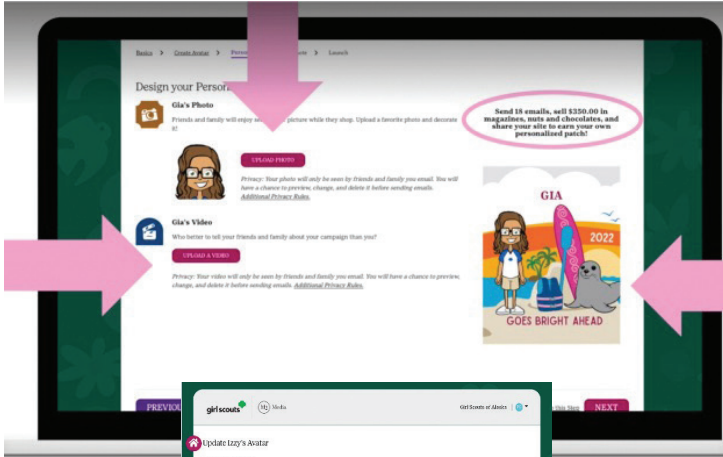 Basics > Create Avatar > Launch
Design your Person
Gia's Photo
Friends and family will enjoy picture while they shop. Upload a favorite photo and decorate
it!
UPLOAD PHOTO
Privacy: Your photo will only be seen by friends and family you email. You will
have a chance to preview, change, and delete it before sending emails.
Additional Privacy Rules.
Gia's Video
Who better to tell your friends and family about your campaign than you?
UPLOAD A VIDEO
Privacy: Your video will only be seen by friends and family you email. You will have a chance to preview,
change, and delete it before sending emails. Additional Privacy Rules.
Send 18 emails, sell $350.00 in
magazines, nuts and chocolates, and
share your site to earn your own
personalized patch!
GIA
2022
GOES BRIGHT AHEAD
PREVIOU
this Step
NEXT
girl scouts
M2 Media
Girl Scouts of Alaska
Update Izzy's Avatar